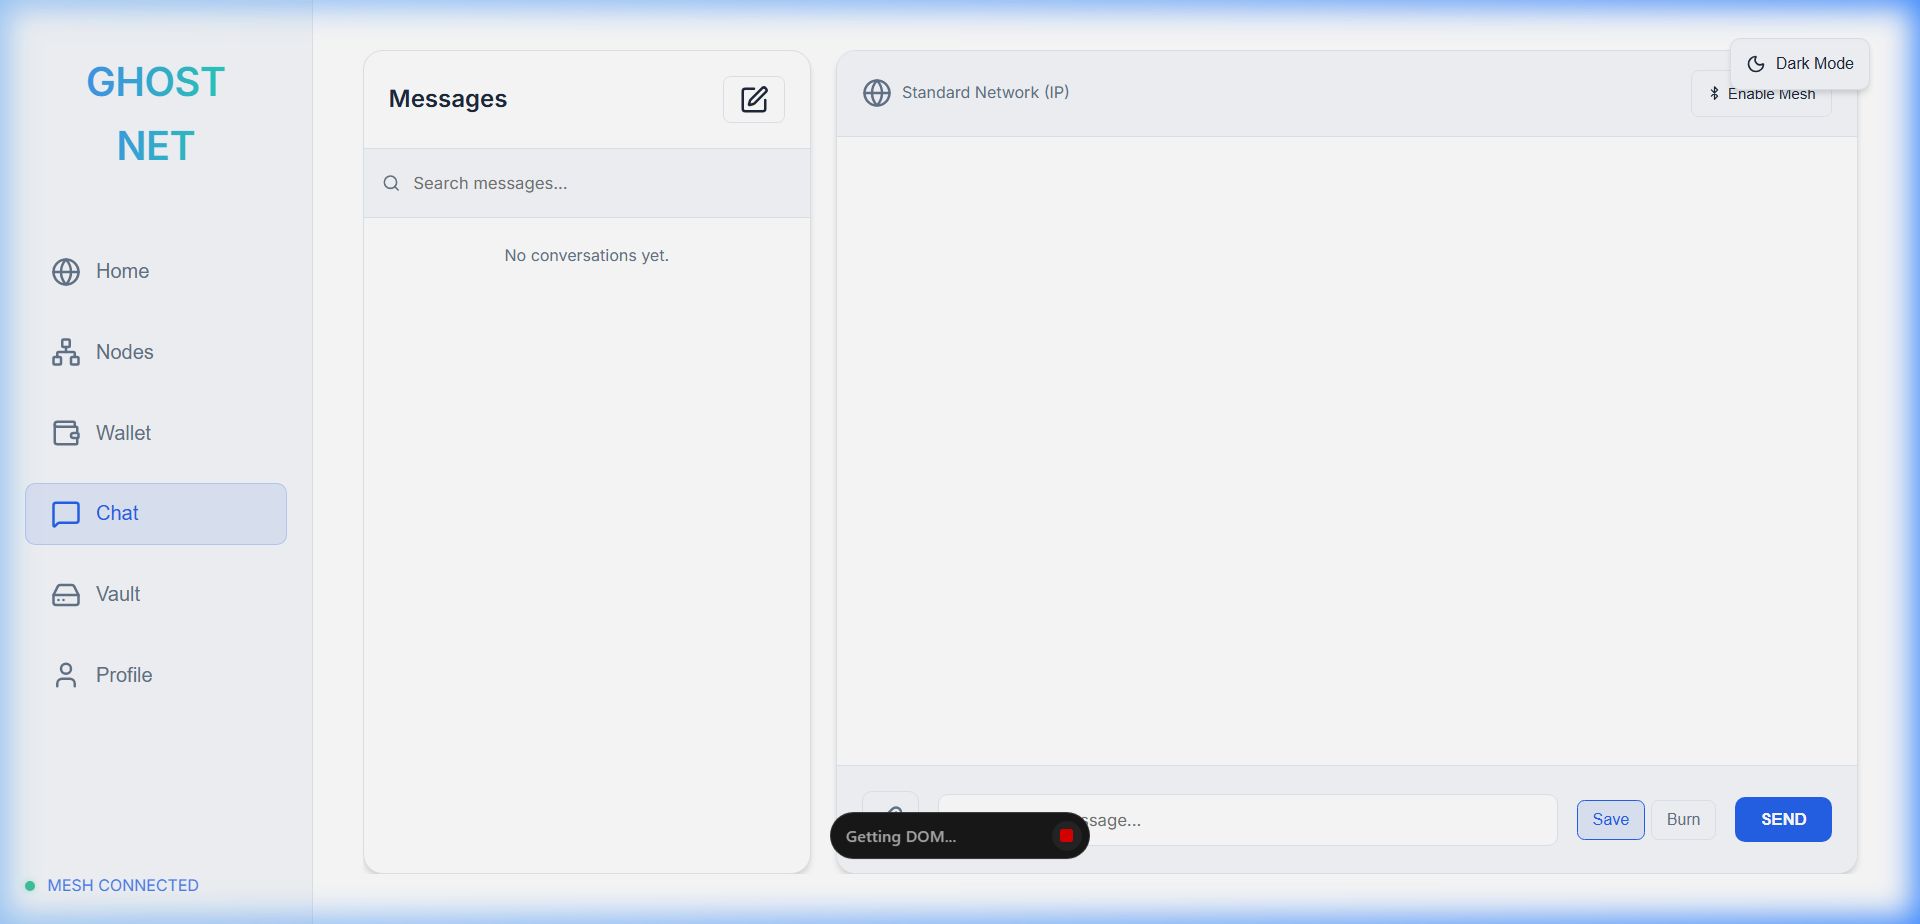 GHOST
NET
Home
Nodes
Wallet
Chat
Vault
Profile
MESH CONNECTED
Messages
Search messages...
No conversations yet.
Standard Network (IP)
Dark Mode
Enable Mesh
ssage...
Save
Burn
SEND
Getting DOM...